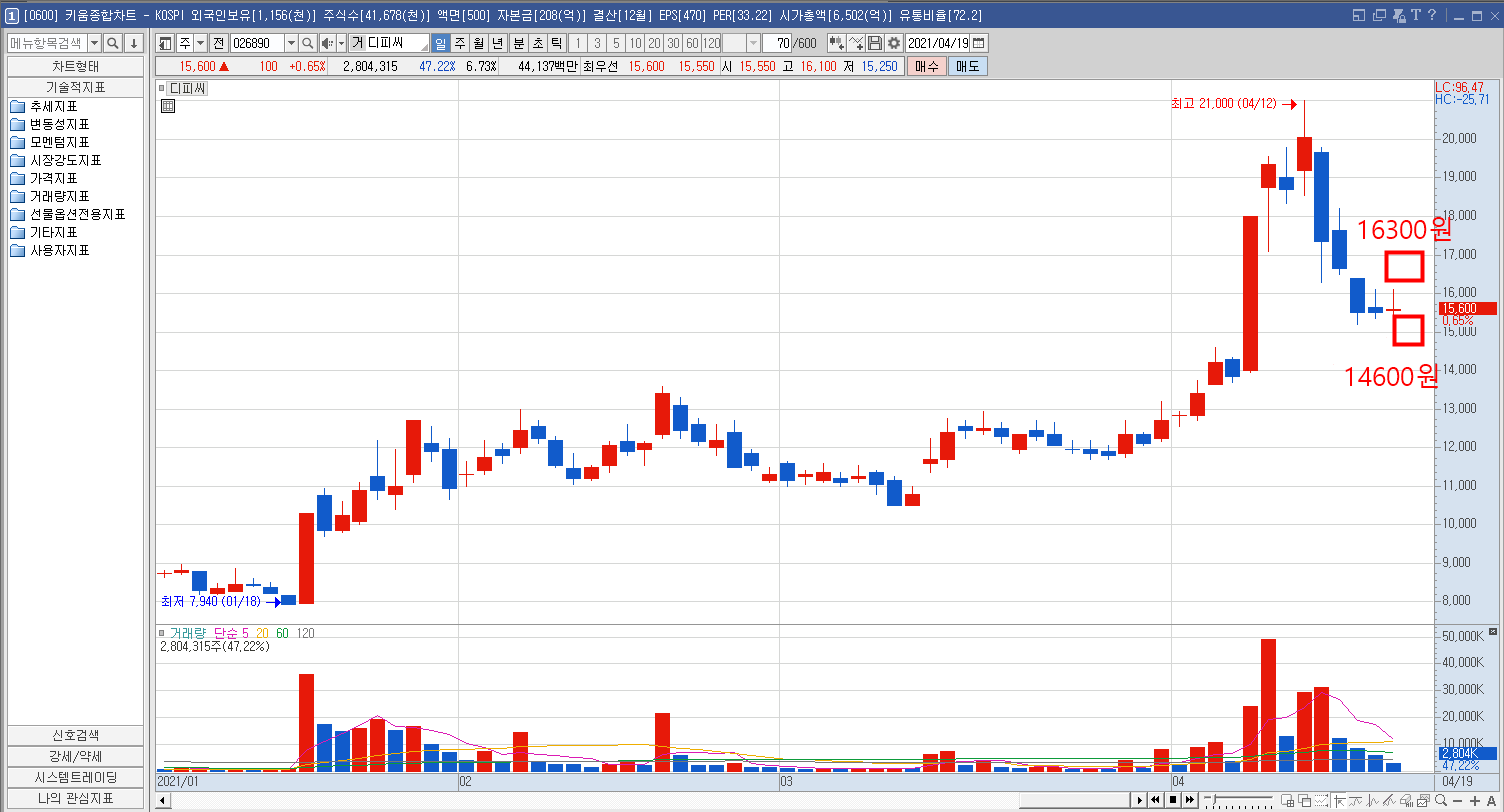 1 [0600] 키움종합차트 - KOSPI 외국인보유[1,156(천)] 주식수[41,678(천)] 액면[500] 자본금[208(억)] 결산[12월] EPS[470] PER[33.22] 시가총액[6,502(억)] 유통비율[72.2]
메뉴항목검색 주 전 026890 거 디피씨 일 주 월 년 분 초 틱 1 3 5 10 20 30 60 120 70 /600 2021/04/19
차트형태 15,600 ▲ 100 +0.65% 2,804,315 47.22% 6.73% 44,137백만 최우선 15,600 15,550 시 15,550 고 16,100 저 15,250 매수 매도
기술적지표
추세지표
변동성지표
모멘텀지표
시장강도지표
가격지표
거래량지표
선물옵션전용지표
기타지표
사용자지표
신호검색
강세/약세
시스템트레이딩
나의 관심지표
디피씨
최고 21,000 (04/12)
LC:96.47
HC:-25.71
20,000
19,000
18,000
16300원
17,000
16,000
15,600
0.65%
15,000
14600원
14,000
13,000
12,000
11,000
10,000
9,000
최저 7,940 (01/18)
8,000
거래량 단순 5 20 60 120
2,804,315주(47.22%)
50,000K
40,000K
30,000K
20,000K
10,000K
2,804K
47.22%
2021/01 02 03 04 04/19